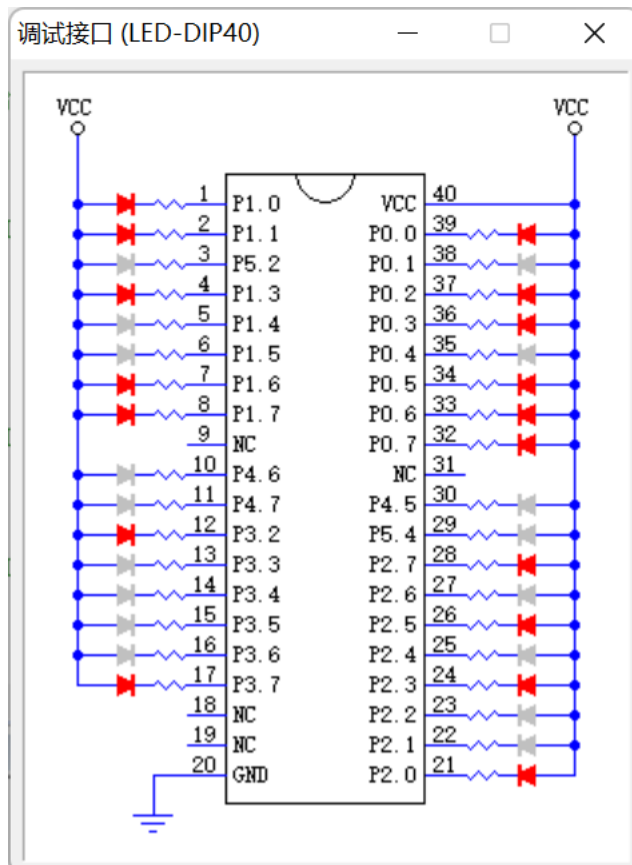 调试接口 (LED-DIP40)
VCC VCC
1 P1.0 VCC 40
2 P1.1 P0.0 39
3 P5.2 P0.1 38
4 P1.3 P0.2 37
5 P1.4 P0.3 36
6 P1.5 P0.4 35
7 P1.6 P0.5 34
8 P1.7 P0.6 33
9 NC P0.7 32
10 P4.6 NC 31
11 P4.7 P4.5 30
12 P3.2 P5.4 29
13 P3.3 P2.7 28
14 P3.4 P2.6 27
15 P3.5 P2.5 26
16 P3.6 P2.4 25
17 P3.7 P2.3 24
18 NC P2.2 23
19 NC P2.1 22
20 GND P2.0 21